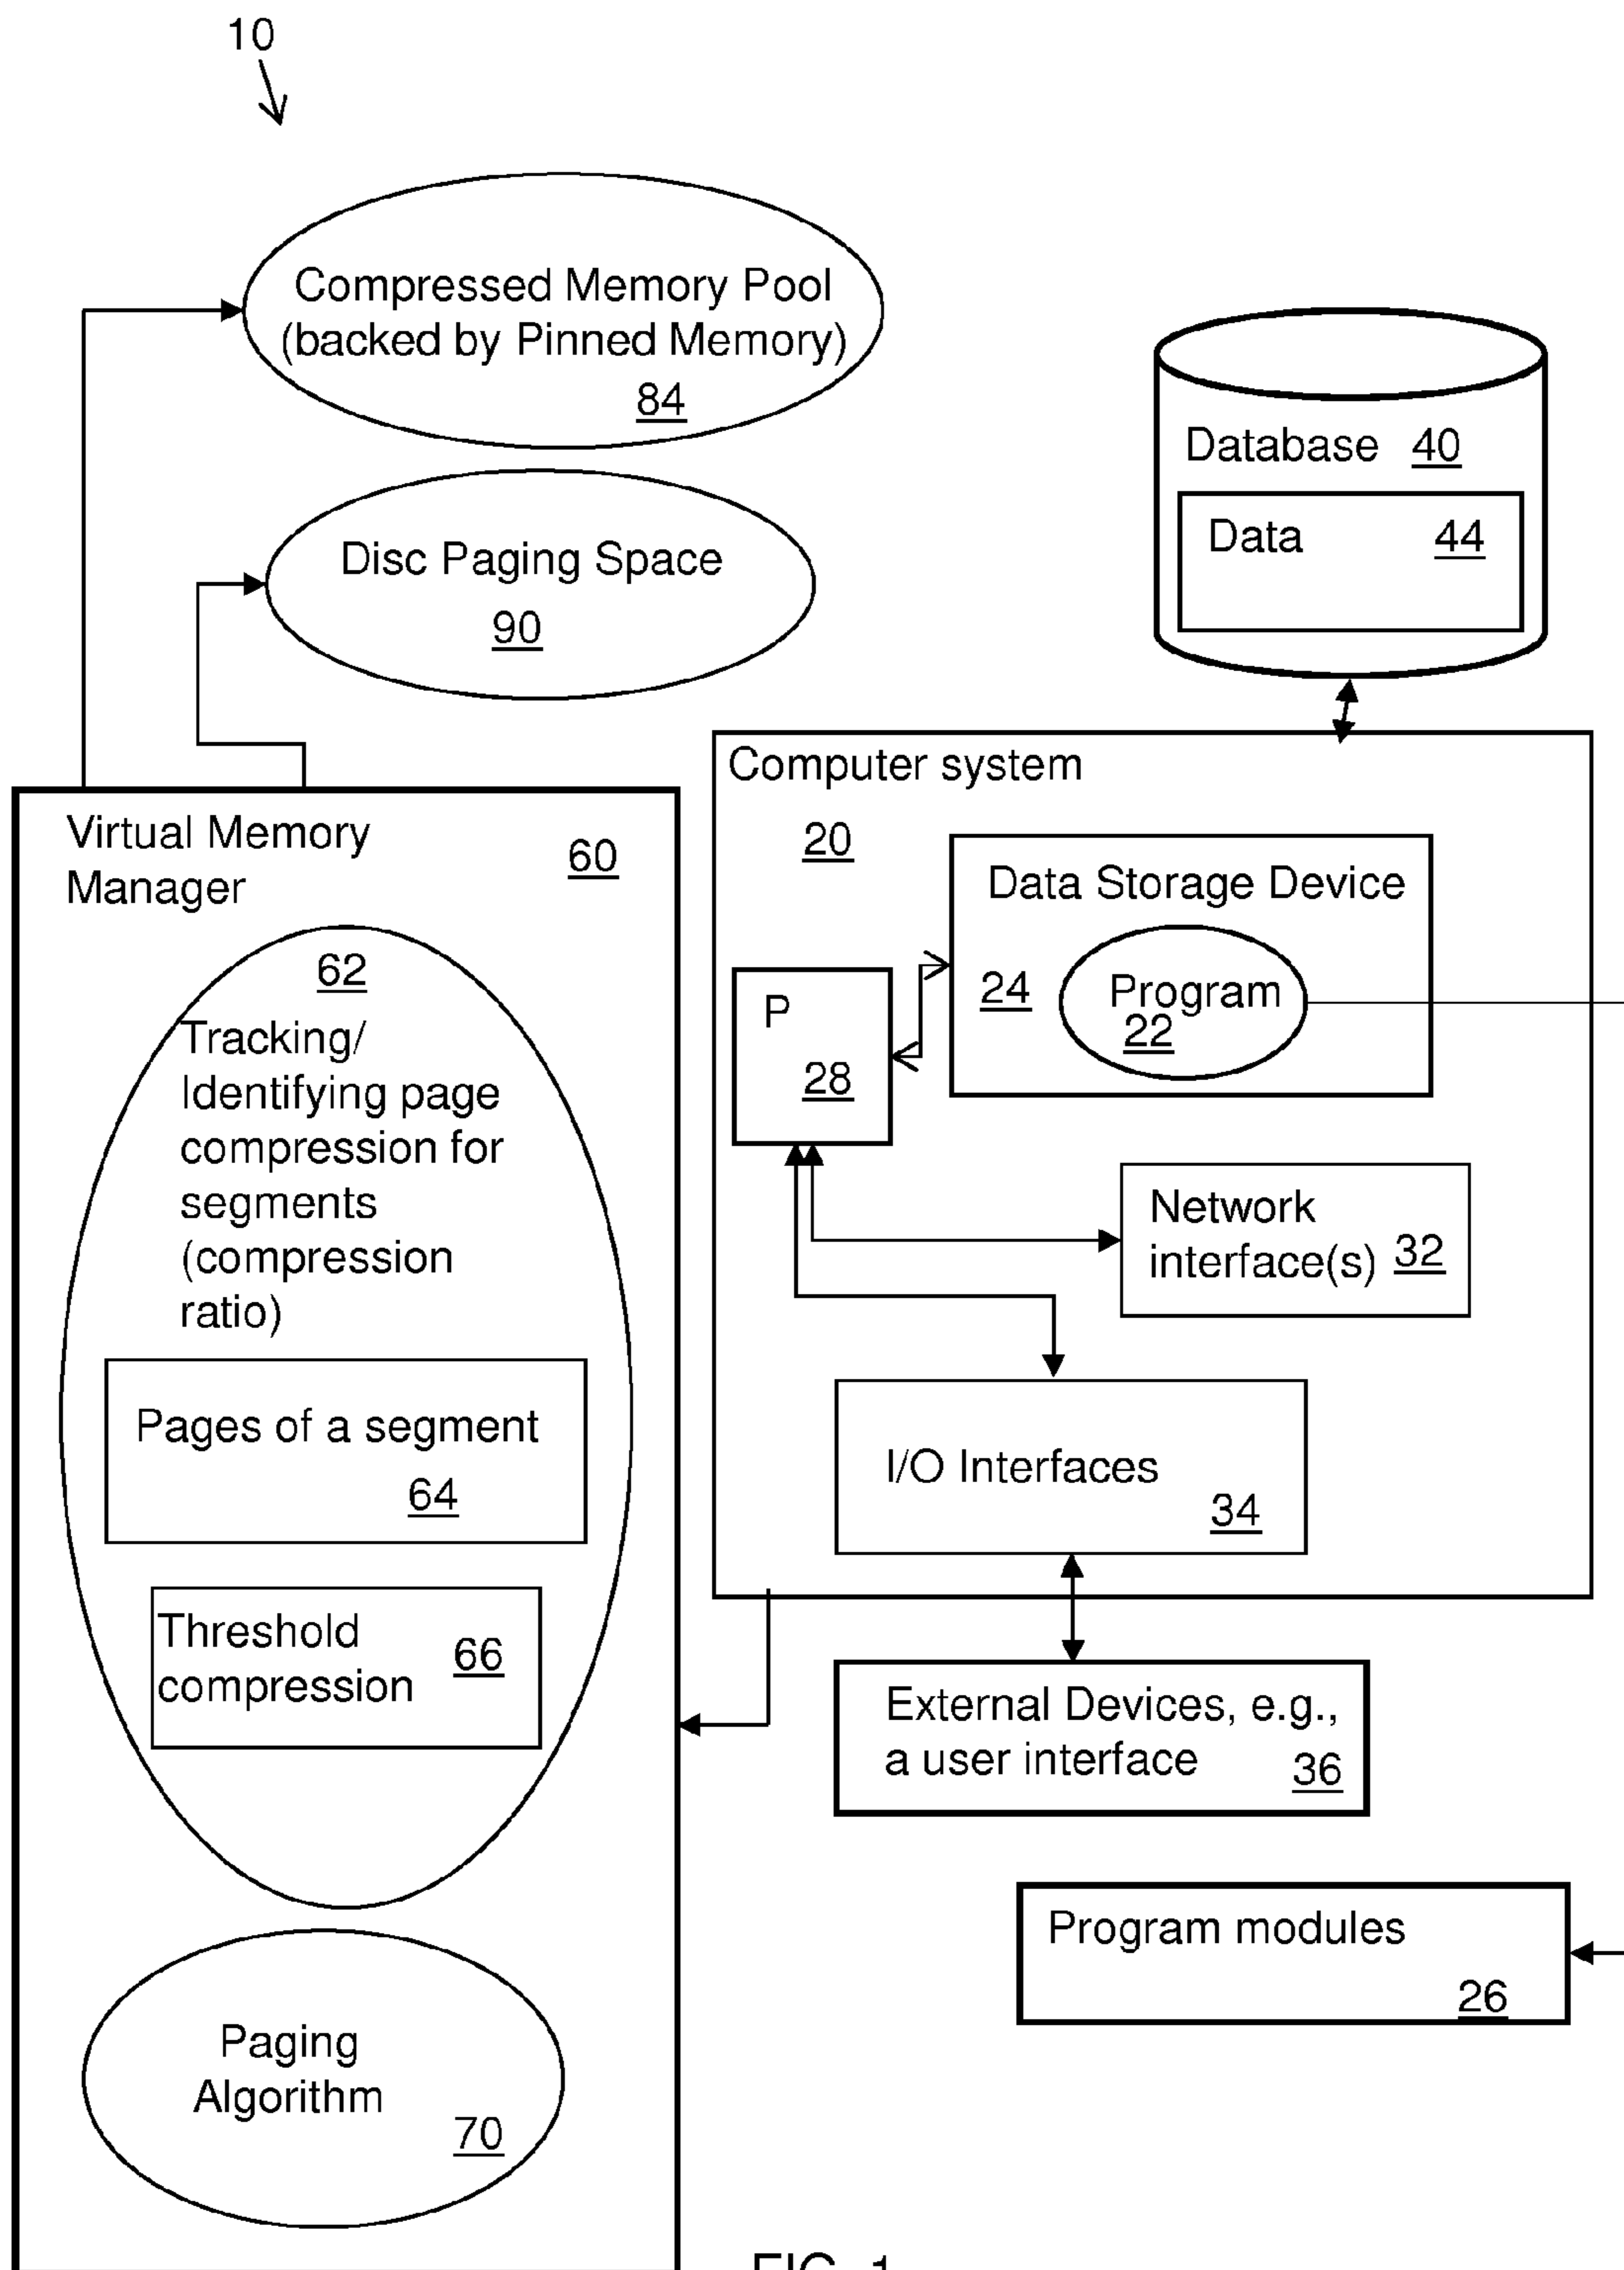 10
Compressed Memory Pool
(backed by Pinned Memory)
84
Disc Paging Space
90
Database 40
Data 44
Computer system
20
Data Storage Device
24
Program
22
P
28
Network
interface(s) 32
I/O Interfaces
34
External Devices, e.g.,
a user interface 36
Program modules
26
Virtual Memory
Manager
60
62
Tracking/
Identifying page
compression for
segments
(compression
ratio)
Pages of a segment
64
Threshold
compression 66
Paging
Algorithm
70
FIG. 1